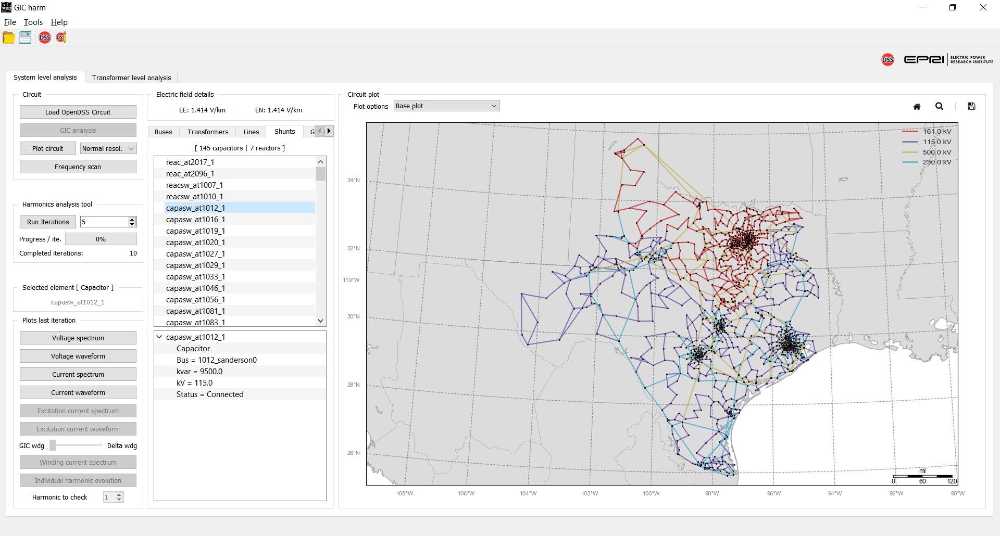 GIC harm
File Tools Help
DSS
DSS
DSS
EPRI ELECTRIC POWER
RESEARCH INSTITUTE
System level analysis
Transformer level analysis
Circuit
Load OpenDSS Circuit
GIC analysis
Plot circuit
Normal resol.
Frequency scan
Harmonics analysis tool
Run Iterations
5
Progress / ite.
0%
Completed iterations:
10
Selected element [ Capacitor ]
capasw_at1012_1
Plots last iteration
Voltage spectrum
Voltage waveform
Current spectrum
Current waveform
Excitation current spectrum
Excitation current waveform
GIC wdg
Delta wdg
Winding current spectrum
Individual harmonic evolution
Harmonic to check
1
Electric field details
EE: 1.414 V/km
EN: 1.414 V/km
Buses
Transformers
Lines
Shunts
G
[ 145 capacitors | 7 reactors ]
reac_at2017_1
reac_at2096_1
reacsw_at1007_1
reacsw_at1010_1
capasw_at1012_1
capasw_at1016_1
capasw_at1019_1
capasw_at1020_1
capasw_at1027_1
capasw_at1029_1
capasw_at1033_1
capasw_at1046_1
capasw_at1056_1
capasw_at1081_1
capasw_at1083_1
capasw_at1012_1
Capacitor
Bus = 1012_sanderson0
kvar = 9500.0
kV = 115.0
Status = Connected
Circuit plot
Plot options
Base plot
161.0 kV
115.0 kV
500.0 kV
230.0 kV
34°N
32°N
110°W
30°N
28°N
26°N
mi
0 60 120
108°W 106°W 104°W 102°W 100°W 98°W 96°W 94°W 92°W 90°W